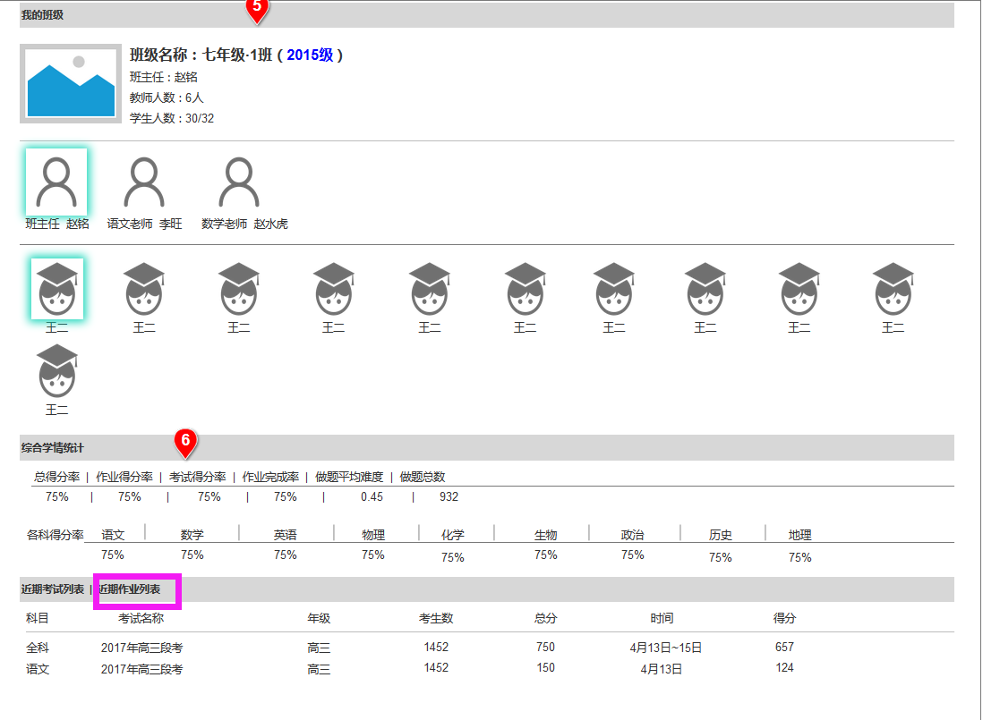 5
我的班级
班级名称：七年级·1班（2015级）
班主任：赵铭
教师人数：6人
学生人数：30/32
班主任 赵铭 语文老师 李旺 数学老师 赵水虎
王二 王二 王二 王二 王二 王二 王二 王二 王二 王二
王二
6
综合学情统计
总得分率 | 作业得分率 | 考试得分率 | 作业完成率 | 做题平均难度 | 做题总数
75% | 75% | 75% | 75% | 0.45 | 932
各科得分率 语文 | 数学 | 英语 | 物理 | 化学 | 生物 | 政治 | 历史 | 地理
75% 75% 75% 75% 75% 75% 75% 75% 75%
近期考试列表 | 近期作业列表
科目 考试名称 年级 考生数 总分 时间 得分
全科 2017年高三段考 高三 1452 750 4月13日~15日 657
语文 2017年高三段考 高三 1452 150 4月13日 124